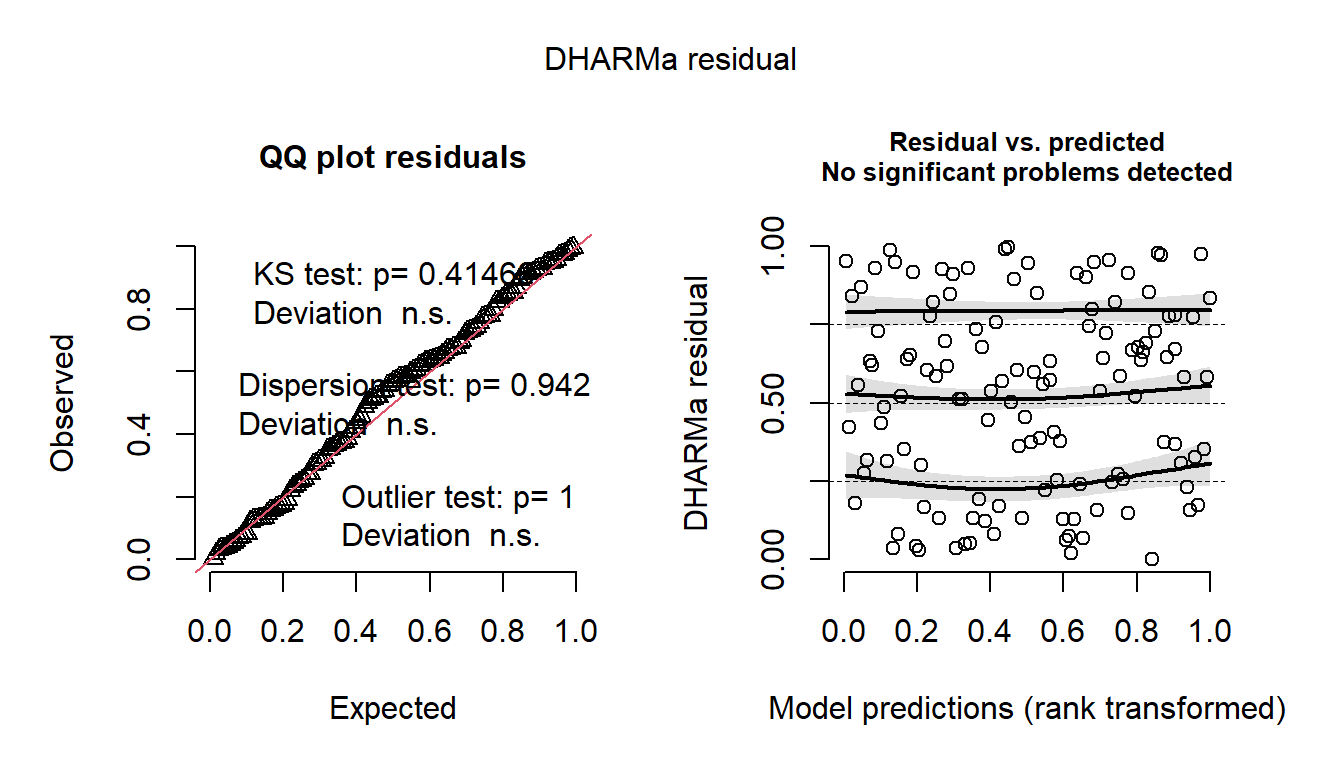 DHARMa residual
QQ plot residuals
KS test: p= 0.4146
Deviation  n.s.
Dispersion test: p= 0.942
Deviation  n.s.
Outlier test: p= 1
Deviation  n.s.
Observed
0.0
0.4
0.8
0.0 0.2 0.4 0.6 0.8 1.0
Expected
Residual vs. predicted
No significant problems detected
DHARMa residual
0.00
0.50
1.00
0.0 0.2 0.4 0.6 0.8 1.0
Model predictions (rank transformed)